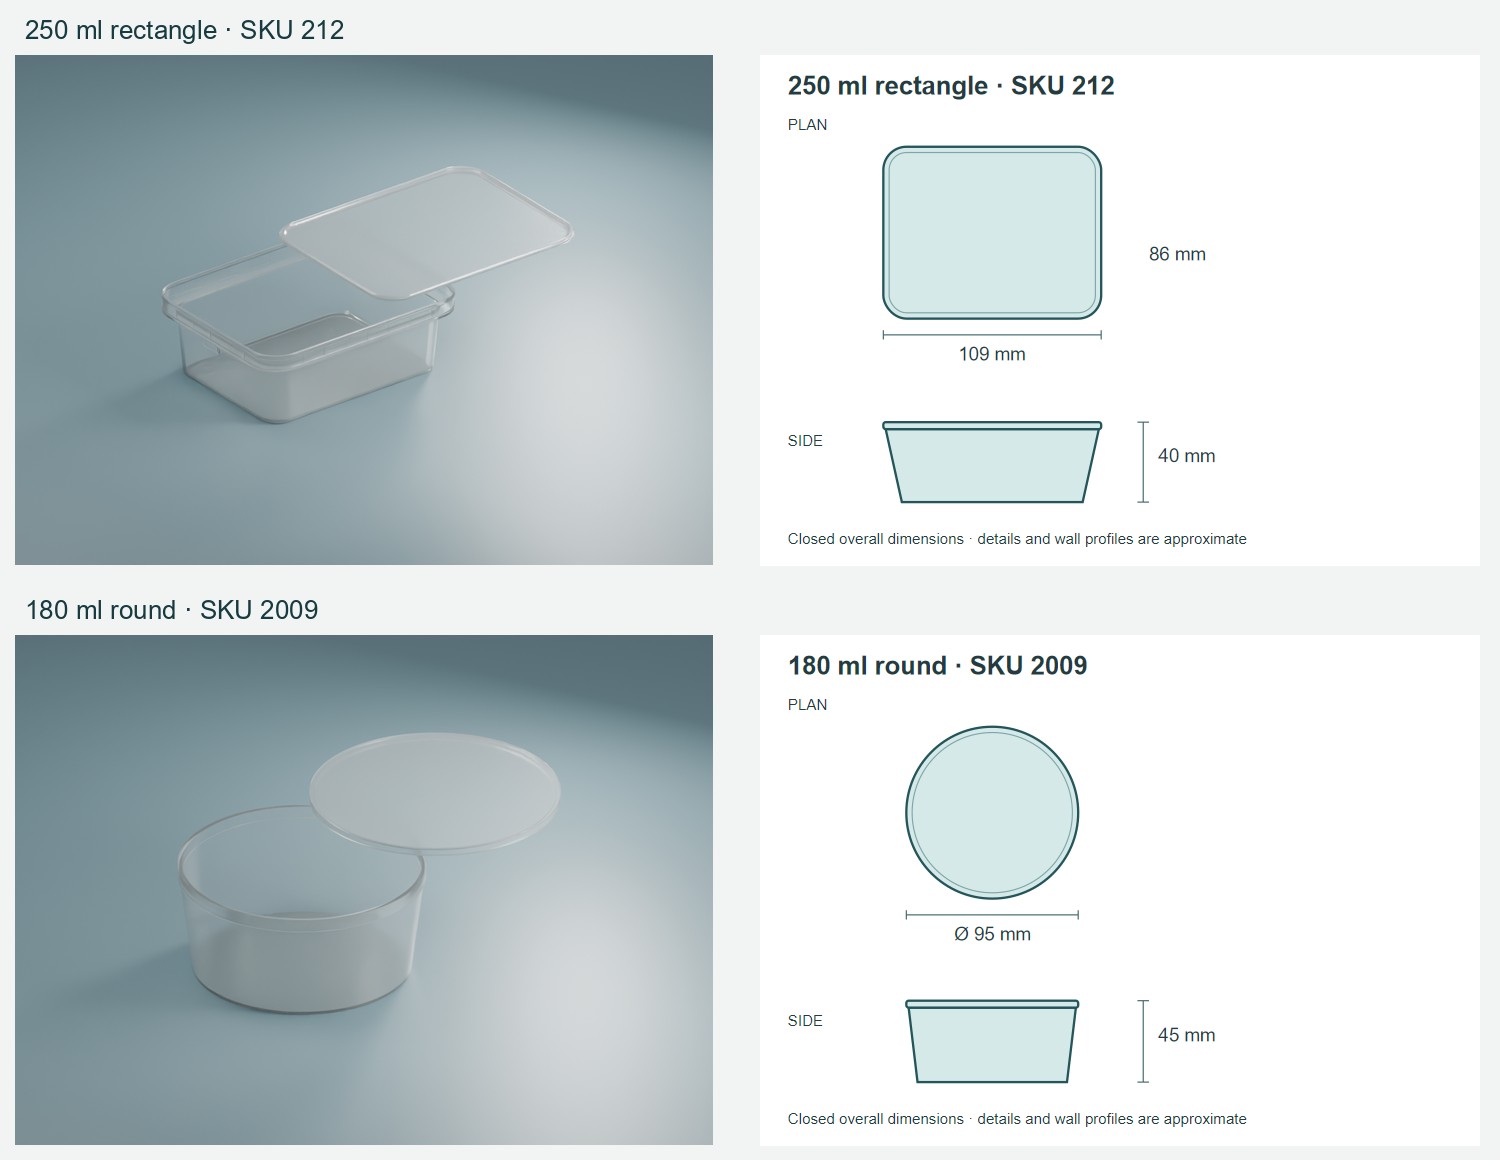 250 ml rectangle · SKU 212
250 ml rectangle · SKU 212
PLAN
86 mm
109 mm
SIDE
40 mm
Closed overall dimensions · details and wall profiles are approximate
180 ml round · SKU 2009
180 ml round · SKU 2009
PLAN
Ø 95 mm
SIDE
45 mm
Closed overall dimensions · details and wall profiles are approximate